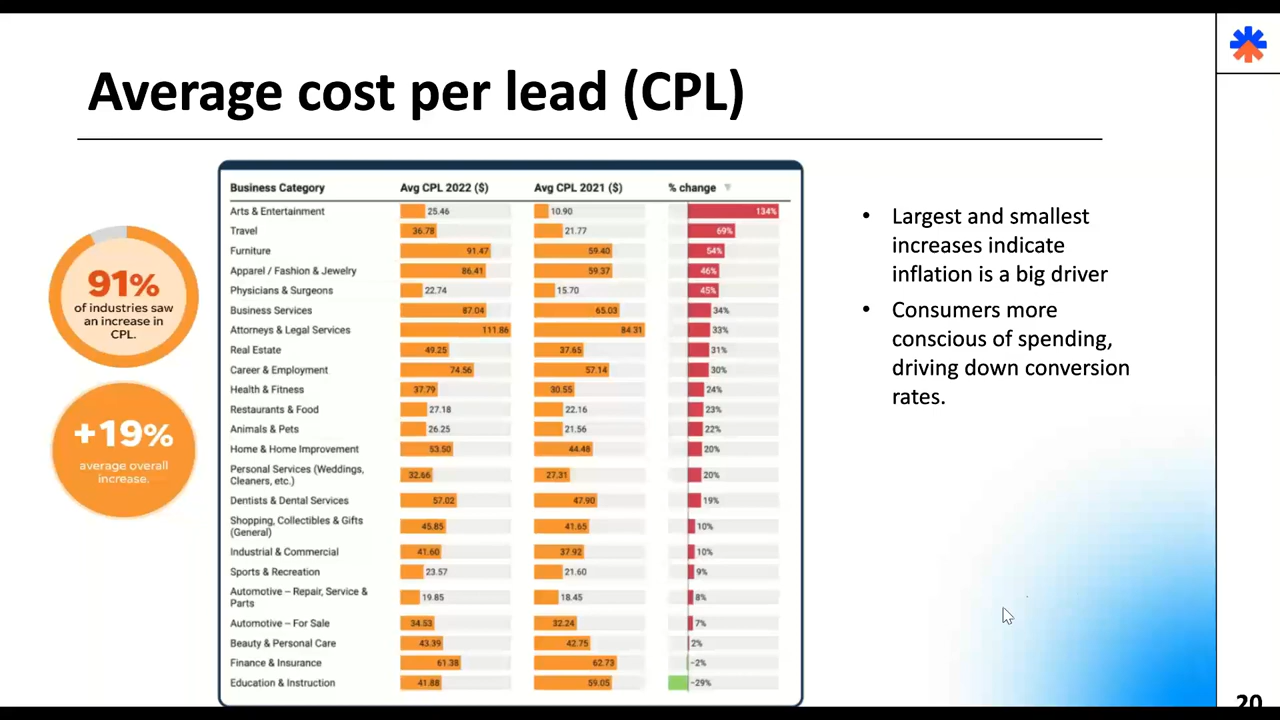 Average cost per lead (CPL)
91%
of industries saw
an increase in
CPL.
+19%
average overall
increase.
Business Category Avg CPL 2022 ($) Avg CPL 2021 ($) % change
Arts & Entertainment 25.46 10.90 134%
Travel 36.78 21.77 69%
Furniture 91.47 59.40 54%
Apparel / Fashion & Jewelry 86.41 59.37 46%
Physicians & Surgeons 22.74 15.70 45%
Business Services 87.04 65.03 34%
Attorneys & Legal Services 111.86 84.31 33%
Real Estate 49.25 37.65 31%
Career & Employment 74.56 57.14 30%
Health & Fitness 37.79 30.55 24%
Restaurants & Food 27.18 22.16 23%
Animals & Pets 26.25 21.56 22%
Home & Home Improvement 53.50 44.48 20%
Personal Services (Weddings,
Cleaners, etc.) 32.66 27.31 20%
Dentists & Dental Services 57.02 47.90 19%
Shopping, Collectibles & Gifts
(General) 45.85 41.65 10%
Industrial & Commercial 41.60 37.92 10%
Sports & Recreation 23.57 21.60 9%
Automotive – Repair, Service &
Parts 19.85 18.45 8%
Automotive – For Sale 34.53 32.24 7%
Beauty & Personal Care 43.39 42.75 2%
Finance & Insurance 61.38 62.73 -2%
Education & Instruction 41.88 59.05 -29%
• Largest and smallest
increases indicate
inflation is a big driver
• Consumers more
conscious of spending,
driving down conversion
rates.
20